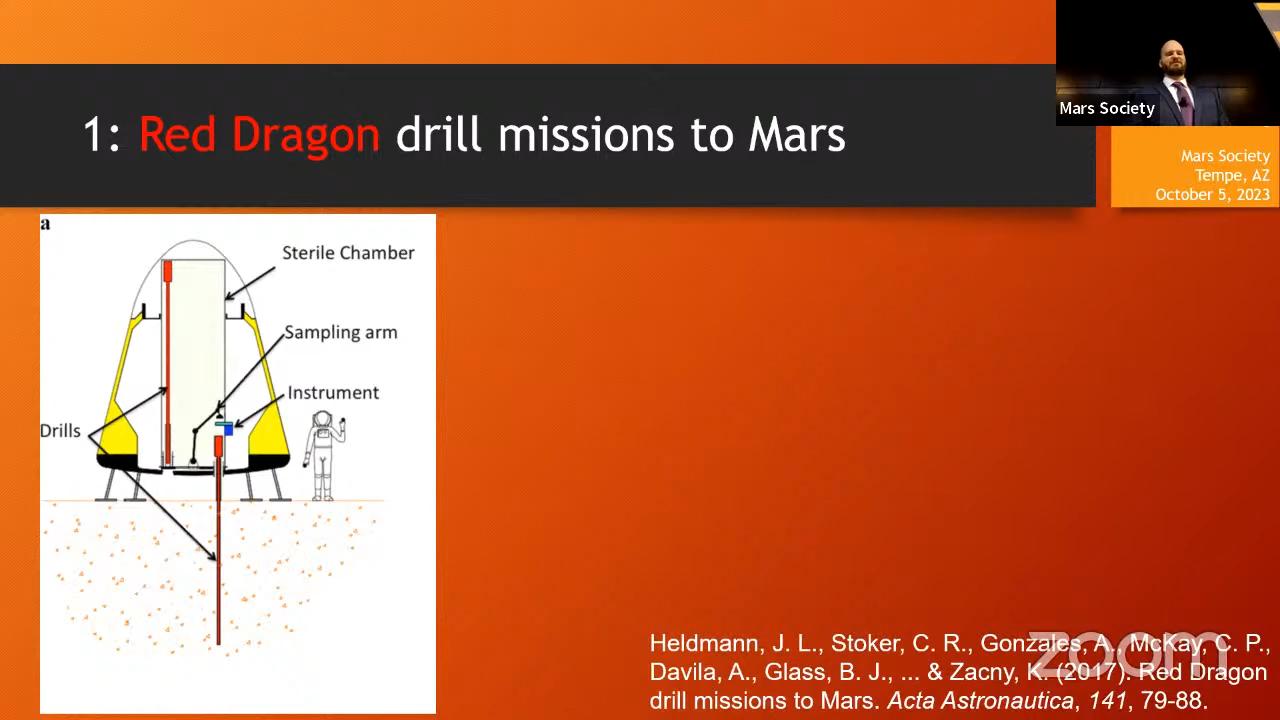 1: Red Dragon drill missions to Mars
Mars Society
Mars Society
Tempe, AZ
October 5, 2023
a
Sterile Chamber
Sampling arm
Instrument
Drills
Heldmann, J. L., Stoker, C. R., Gonzales, A., McKay, C. P.,
Davila, A., Glass, B. J., ... & Zacny, K. (2017). Red Dragon
drill missions to Mars. Acta Astronautica, 141, 79-88.
zoom